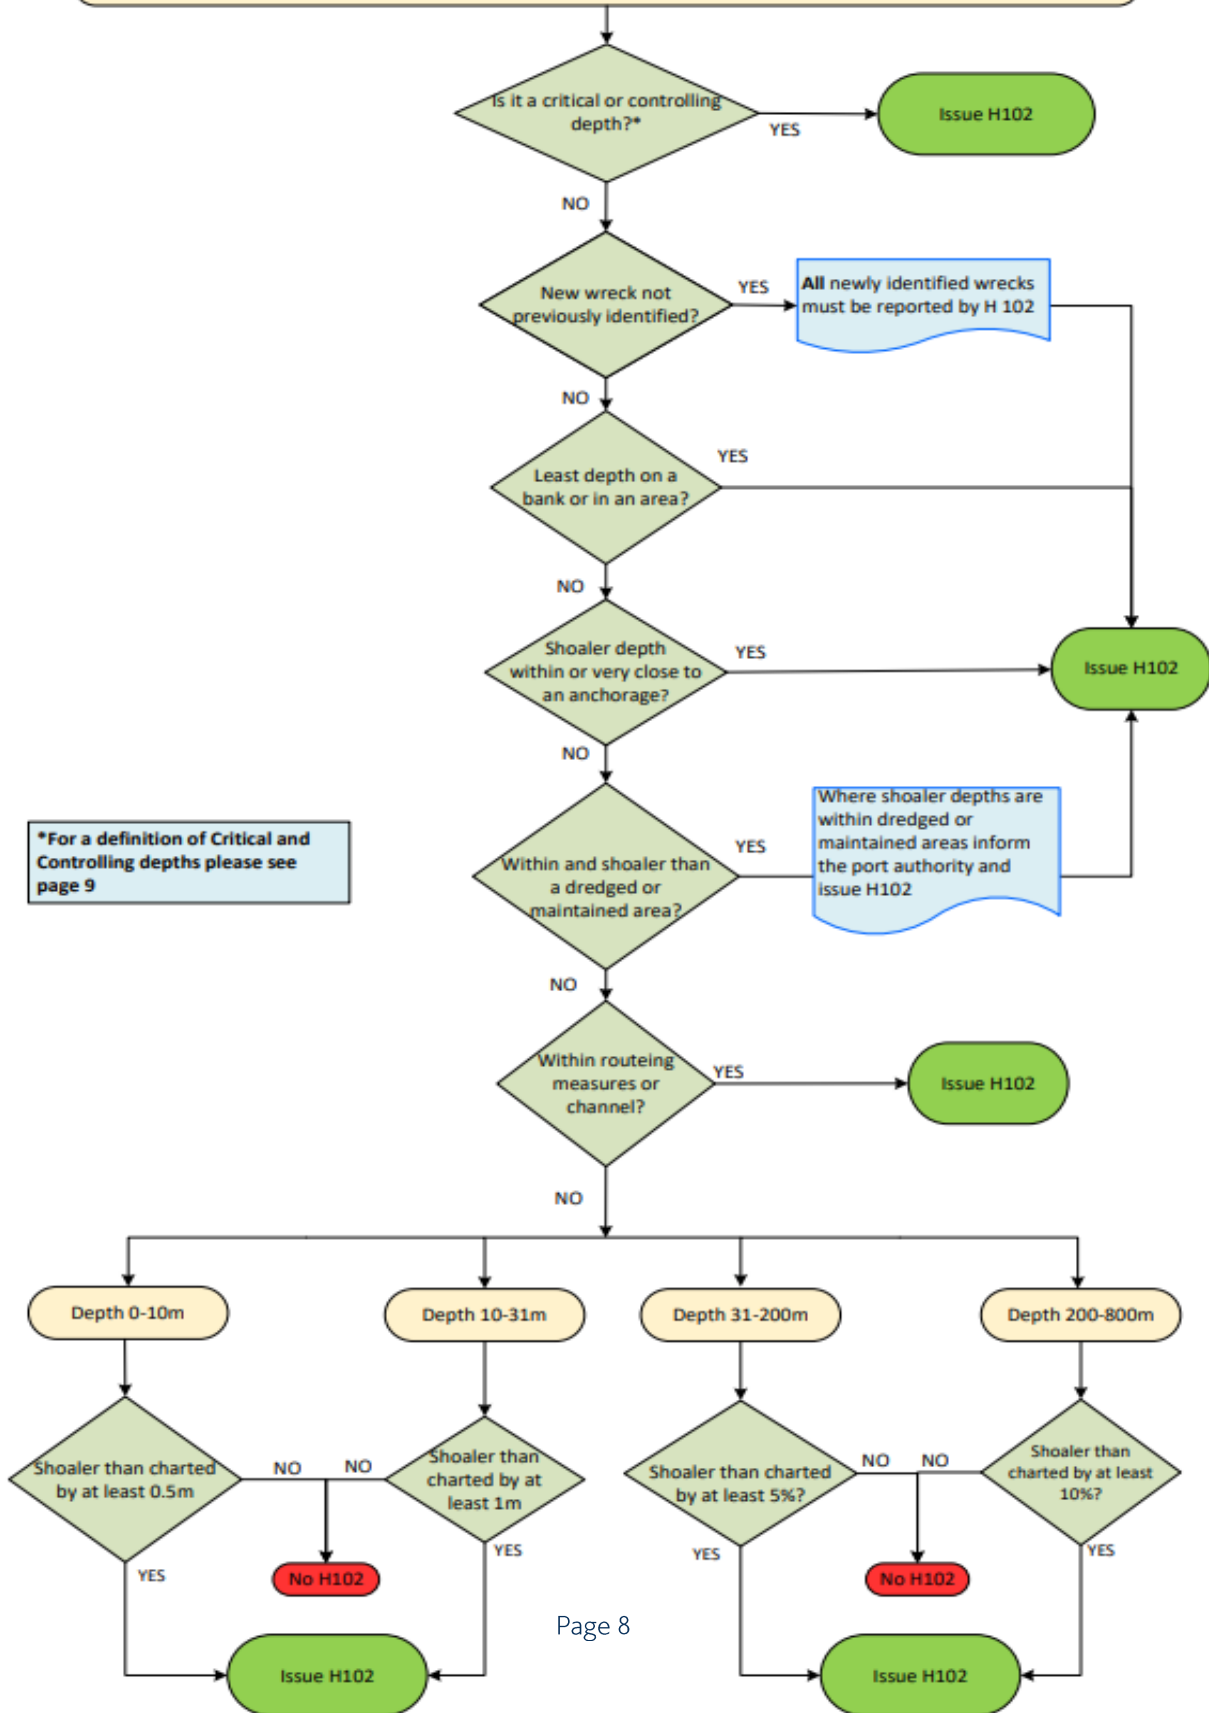 Is it a critical or controlling
depth?*
YES
Issue H102
NO
New wreck not
previously identified?
YES
All newly identified wrecks
must be reported by H 102
NO
Least depth on a
bank or in an area?
YES
NO
Shoaler depth
within or very close to
an anchorage?
YES
Issue H102
NO
*For a definition of Critical and
Controlling depths please see
page 9
Within and shoaler than
a dredged or
maintained area?
YES
Where shoaler depths are
within dredged or
maintained areas inform
the port authority and
issue H102
NO
Within routeing
measures or
channel?
YES
Issue H102
NO
Depth 0-10m
Depth 10-31m
Depth 31-200m
Depth 200-800m
Shoaler than charted
by at least 0.5m
NO
NO
Shoaler than
charted by at
least 1m
Shoaler than charted
by at least 5%?
NO
NO
Shoaler than
charted by at least
10%?
YES
No H102
YES
YES
No H102
YES
Issue H102
Page 8
Issue H102